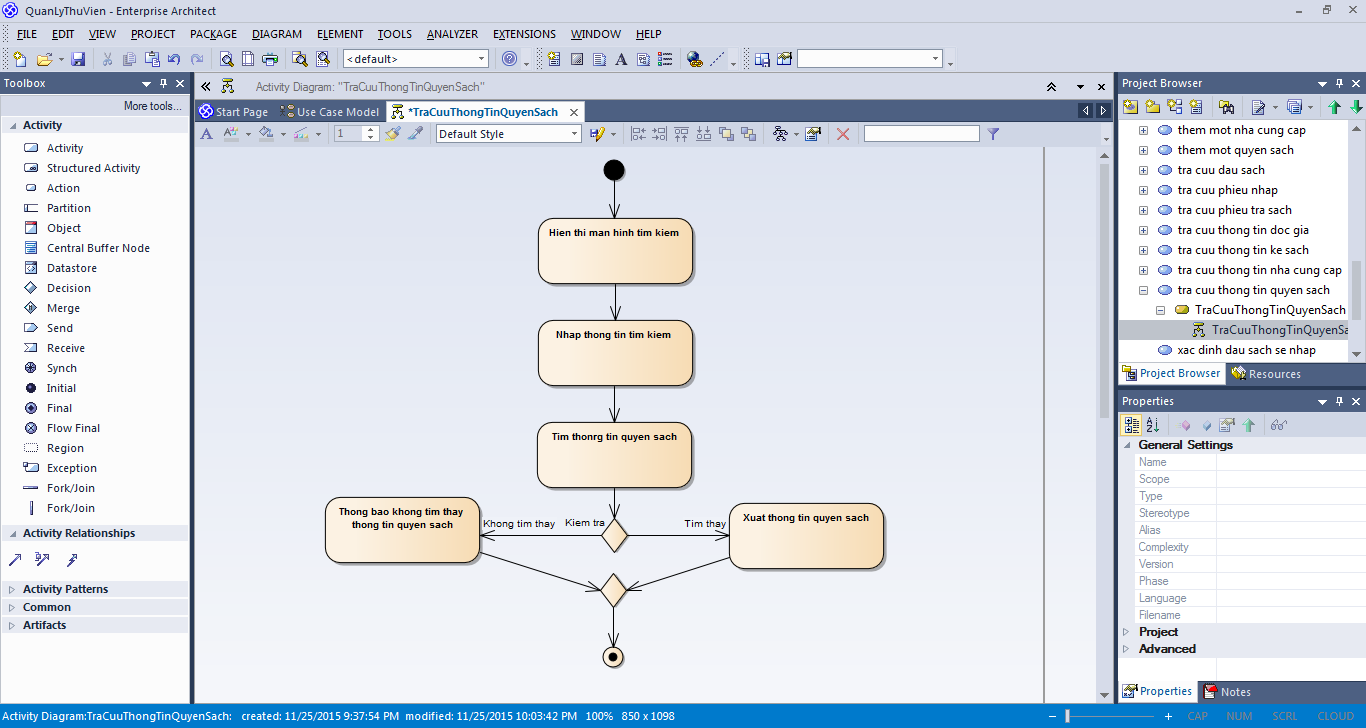 QuanLyThuVien - Enterprise Architect
FILE EDIT VIEW PROJECT PACKAGE DIAGRAM ELEMENT TOOLS ANALYZER EXTENSIONS WINDOW HELP
<default>
Toolbox
More tools...
Activity
Activity
Structured Activity
Action
Partition
Object
Central Buffer Node
Datastore
Decision
Merge
Send
Receive
Synch
Initial
Final
Flow Final
Region
Exception
Fork/Join
Fork/Join
Activity Relationships
Activity Patterns
Common
Artifacts
Activity Diagram: "TraCuuThongTinQuyenSach"
Start Page Use Case Model *TraCuuThongTinQuyenSach
A 1 Default Style
Hien thi man hinh tim kiem
Nhap thong tin tim kiem
Tim thonrg tin quyen sach
Thong bao khong tim thay
thong tin quyen sach
Khong tim thay
Kiem tra
Tim thay
Xuat thong tin quyen sach
Project Browser
them mot nha cung cap
them mot quyen sach
tra cuu dau sach
tra cuu phieu nhap
tra cuu phieu tra sach
tra cuu thong tin doc gia
tra cuu thong tin ke sach
tra cuu thong tin nha cung cap
tra cuu thong tin quyen sach
TraCuuThongTinQuyenSach
TraCuuThongTinQuyenSa
xac dinh dau sach se nhap
Project Browser Resources
Properties
General Settings
Name
Scope
Type
Stereotype
Alias
Complexity
Version
Phase
Language
Filename
Project
Advanced
Properties Notes
Activity Diagram:TraCuuThongTinQuyenSach: created: 11/25/2015 9:37:54 PM modified: 11/25/2015 10:03:42 PM 100% 850 x 1098
CAP NUM SCRL CLOUD